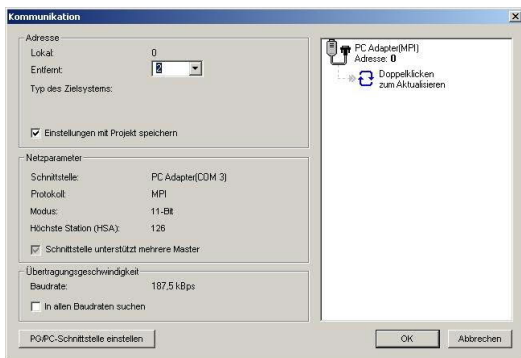 Kommunikation
Adresse
Lokal: 0
Entfernt: 2
Typ des Zielsystems:
Einstellungen mit Projekt speichern
Netzparameter
Schnittstelle: PC Adapter(COM 3)
Protokoll: MPI
Modus: 11-Bit
Höchste Station (HSA): 126
Schnittstelle unterstützt mehrere Master
Übertragungsgeschwindigkeit
Baudrate: 187,5 kBps
In allen Baudraten suchen
PG/PC-Schnittstelle einstellen
PC Adapter(MPI)
Adresse: 0
Doppelklicken
zum Aktualisieren
OK
Abbrechen